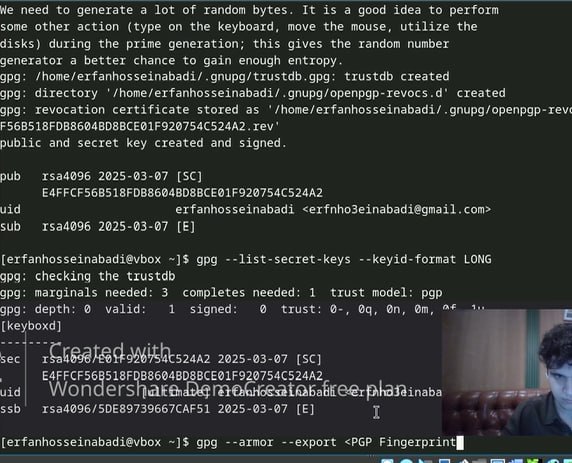 We need to generate a lot of random bytes. It is a good idea to perform
some other action (type on the keyboard, move the mouse, utilize the
disks) during the prime generation; this gives the random number
generator a better chance to gain enough entropy.
gpg: /home/erfanhosseinabadi/.gnupg/trustdb.gpg: trustdb created
gpg: directory '/home/erfanhosseinabadi/.gnupg/openpgp-revocs.d' created
gpg: revocation certificate stored as '/home/erfanhosseinabadi/.gnupg/openpgp-revo
F56B518FDB8604BD8BCE01F920754C524A2.rev'
public and secret key created and signed.
pub rsa4096 2025-03-07 [SC]
E4FFCF56B518FDB8604BD8BCE01F920754C524A2
uid erfanhosseinabadi <erfnho3einabadi@gmail.com>
sub rsa4096 2025-03-07 [E]
[erfanhosseinabadi@vbox ~]$ gpg --list-secret-keys --keyid-format LONG
gpg: checking the trustdb
gpg: marginals needed: 3 completes needed: 1 trust model: pgp
gpg: depth: 0 valid: 1 signed: 0 trust: 0-, 0q, 0n, 0m, 0f, 1u
[keyboxd]
---------
Created with
sec rsa4096/E01F920754C524A2 2025-03-07 [SC]
E4FFCF56B518FDB8604BD8BCE01F920754C524A2
Wondershare DemoCreator free plan
uid [ultimate] erfanhosseinabadi <erfnho3einaba
ssb rsa4096/5DE89739667CAF51 2025-03-07 [E]
[erfanhosseinabadi@vbox ~]$ gpg --armor --export <PGP Fingerprint